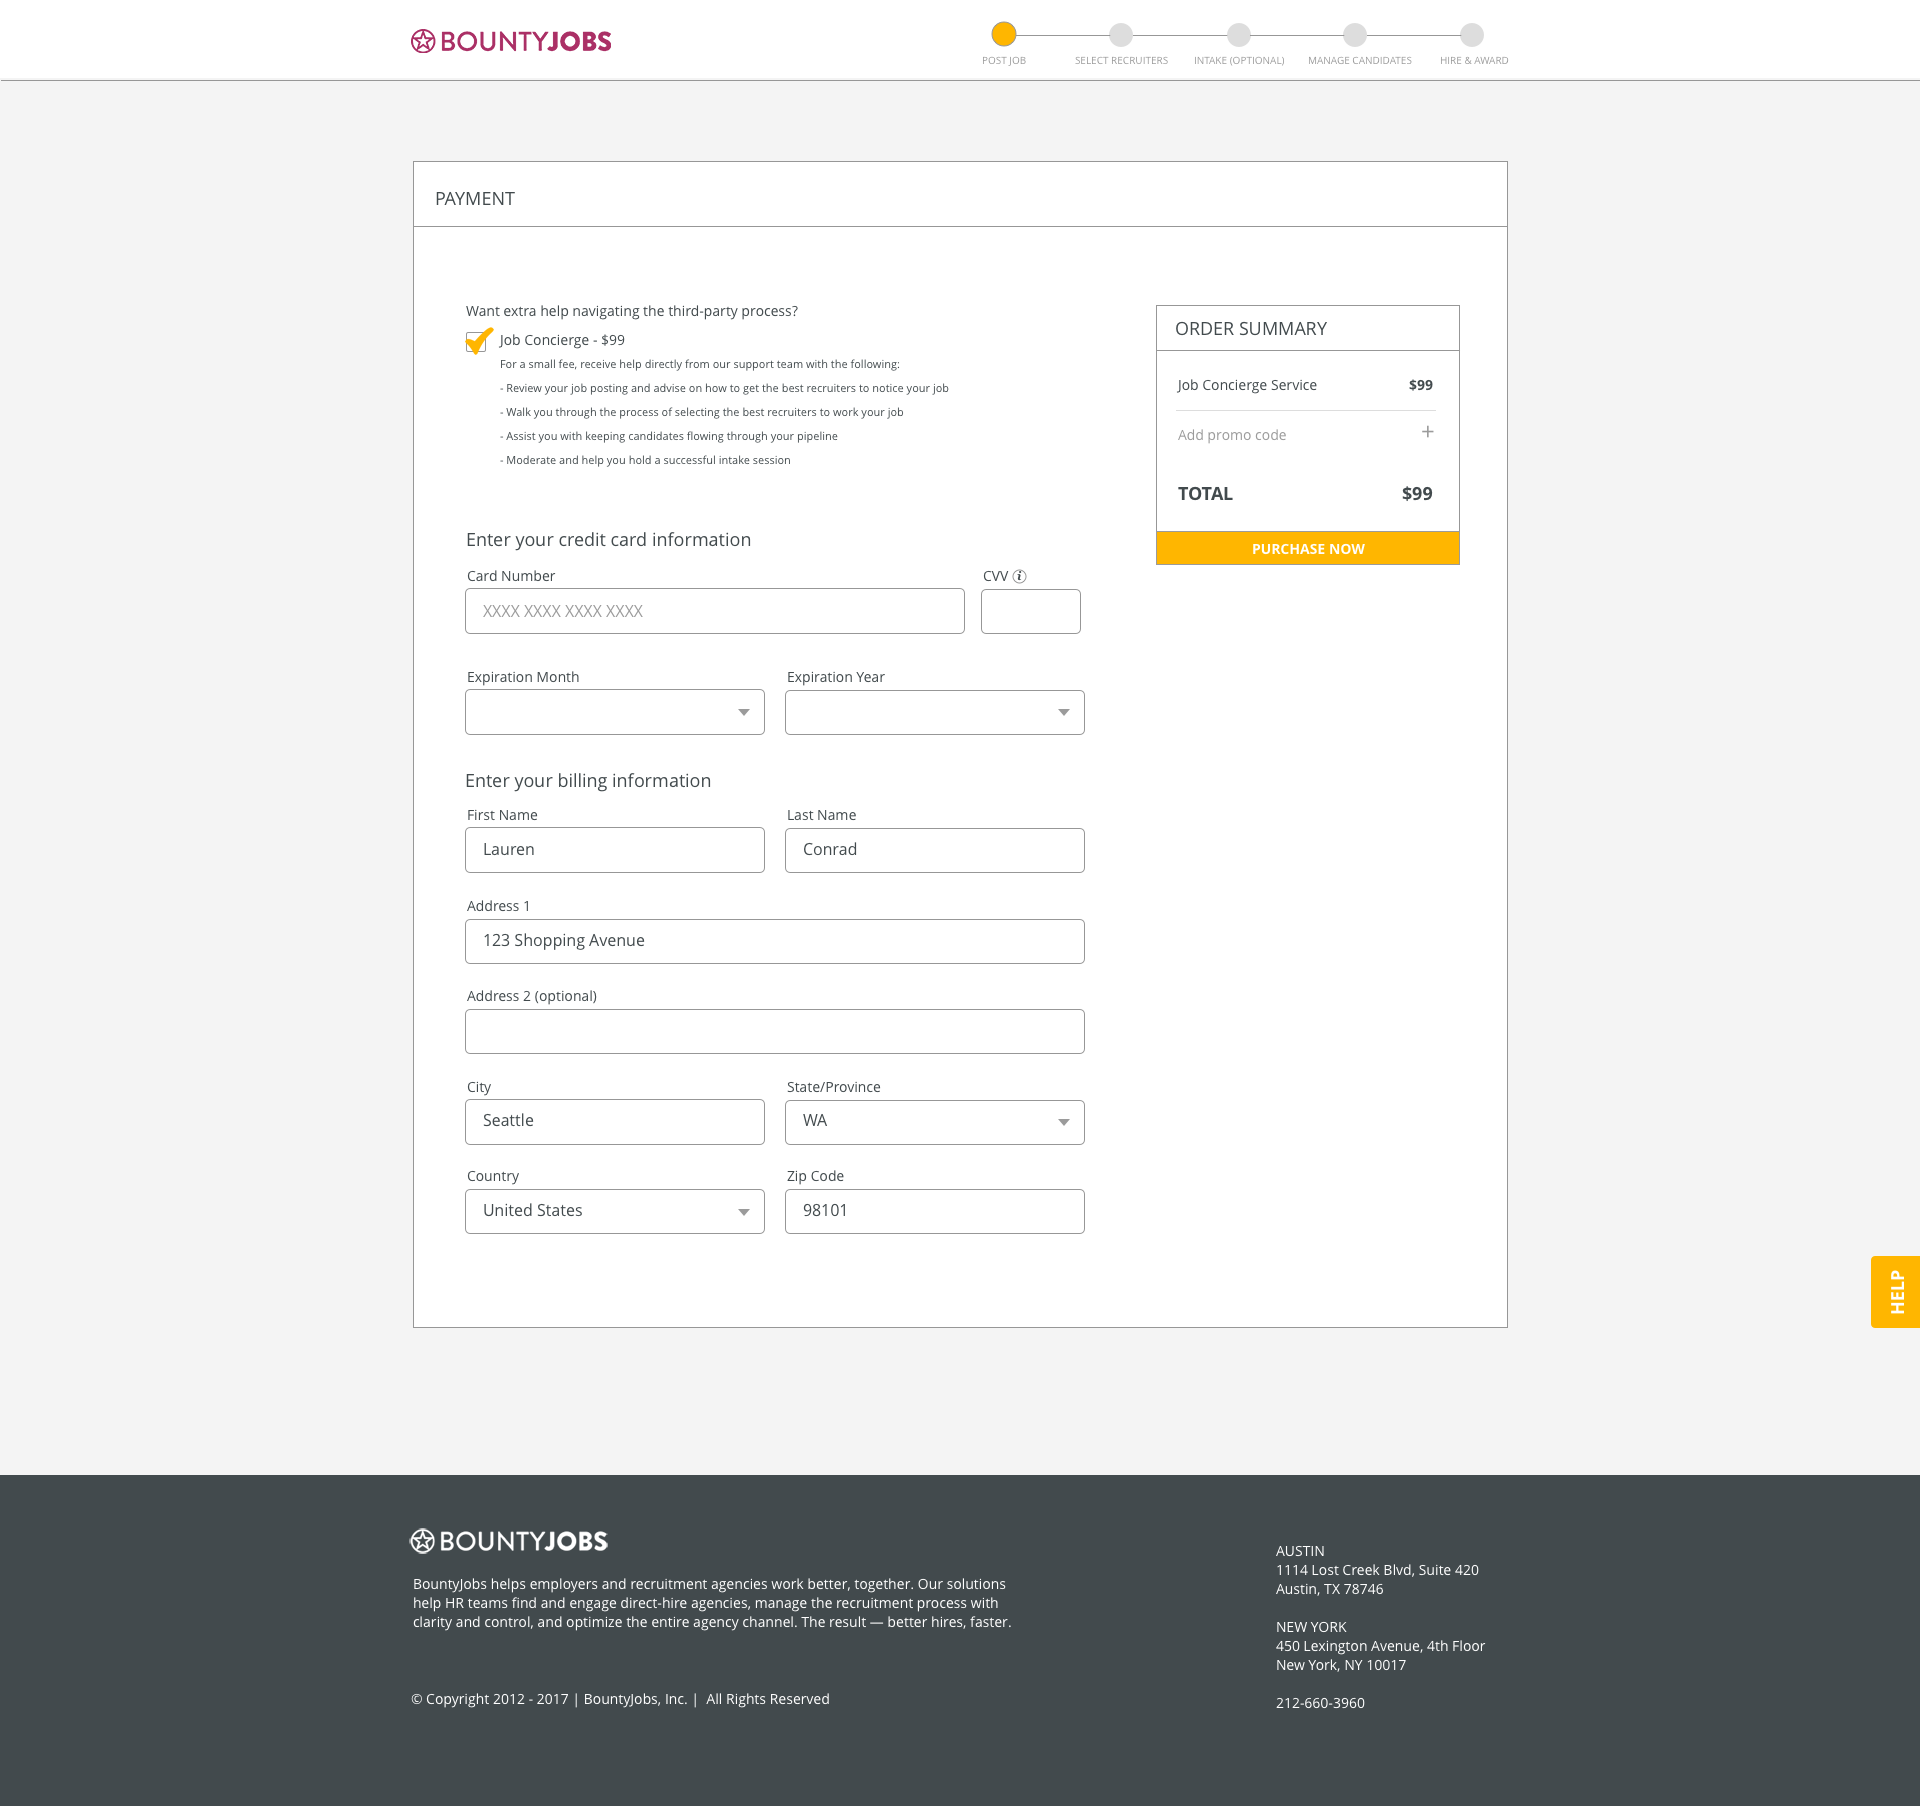 BOUNTYJOBS
POST JOB
SELECT RECRUITERS
INTAKE (OPTIONAL)
MANAGE CANDIDATES
HIRE & AWARD
PAYMENT
Want extra help navigating the third-party process?
Job Concierge - $99
For a small fee, receive help directly from our support team with the following:
- Review your job posting and advise on how to get the best recruiters to notice your job
- Walk you through the process of selecting the best recruiters to work your job
- Assist you with keeping candidates flowing through your pipeline
- Moderate and help you hold a successful intake session
ORDER SUMMARY
Job Concierge Service $99
Add promo code +
TOTAL $99
PURCHASE NOW
Enter your credit card information
Card Number
XXXX XXXX XXXX XXXX
CVV i
Expiration Month
Expiration Year
Enter your billing information
First Name
Lauren
Last Name
Conrad
Address 1
123 Shopping Avenue
Address 2 (optional)
City
Seattle
State/Province
WA
Country
United States
Zip Code
98101
HELP
BOUNTYJOBS
BountyJobs helps employers and recruitment agencies work better, together. Our solutions
help HR teams find and engage direct-hire agencies, manage the recruitment process with
clarity and control, and optimize the entire agency channel. The result — better hires, faster.
© Copyright 2012 - 2017 | BountyJobs, Inc. | All Rights Reserved
AUSTIN
1114 Lost Creek Blvd, Suite 420
Austin, TX 78746
NEW YORK
450 Lexington Avenue, 4th Floor
New York, NY 10017
212-660-3960